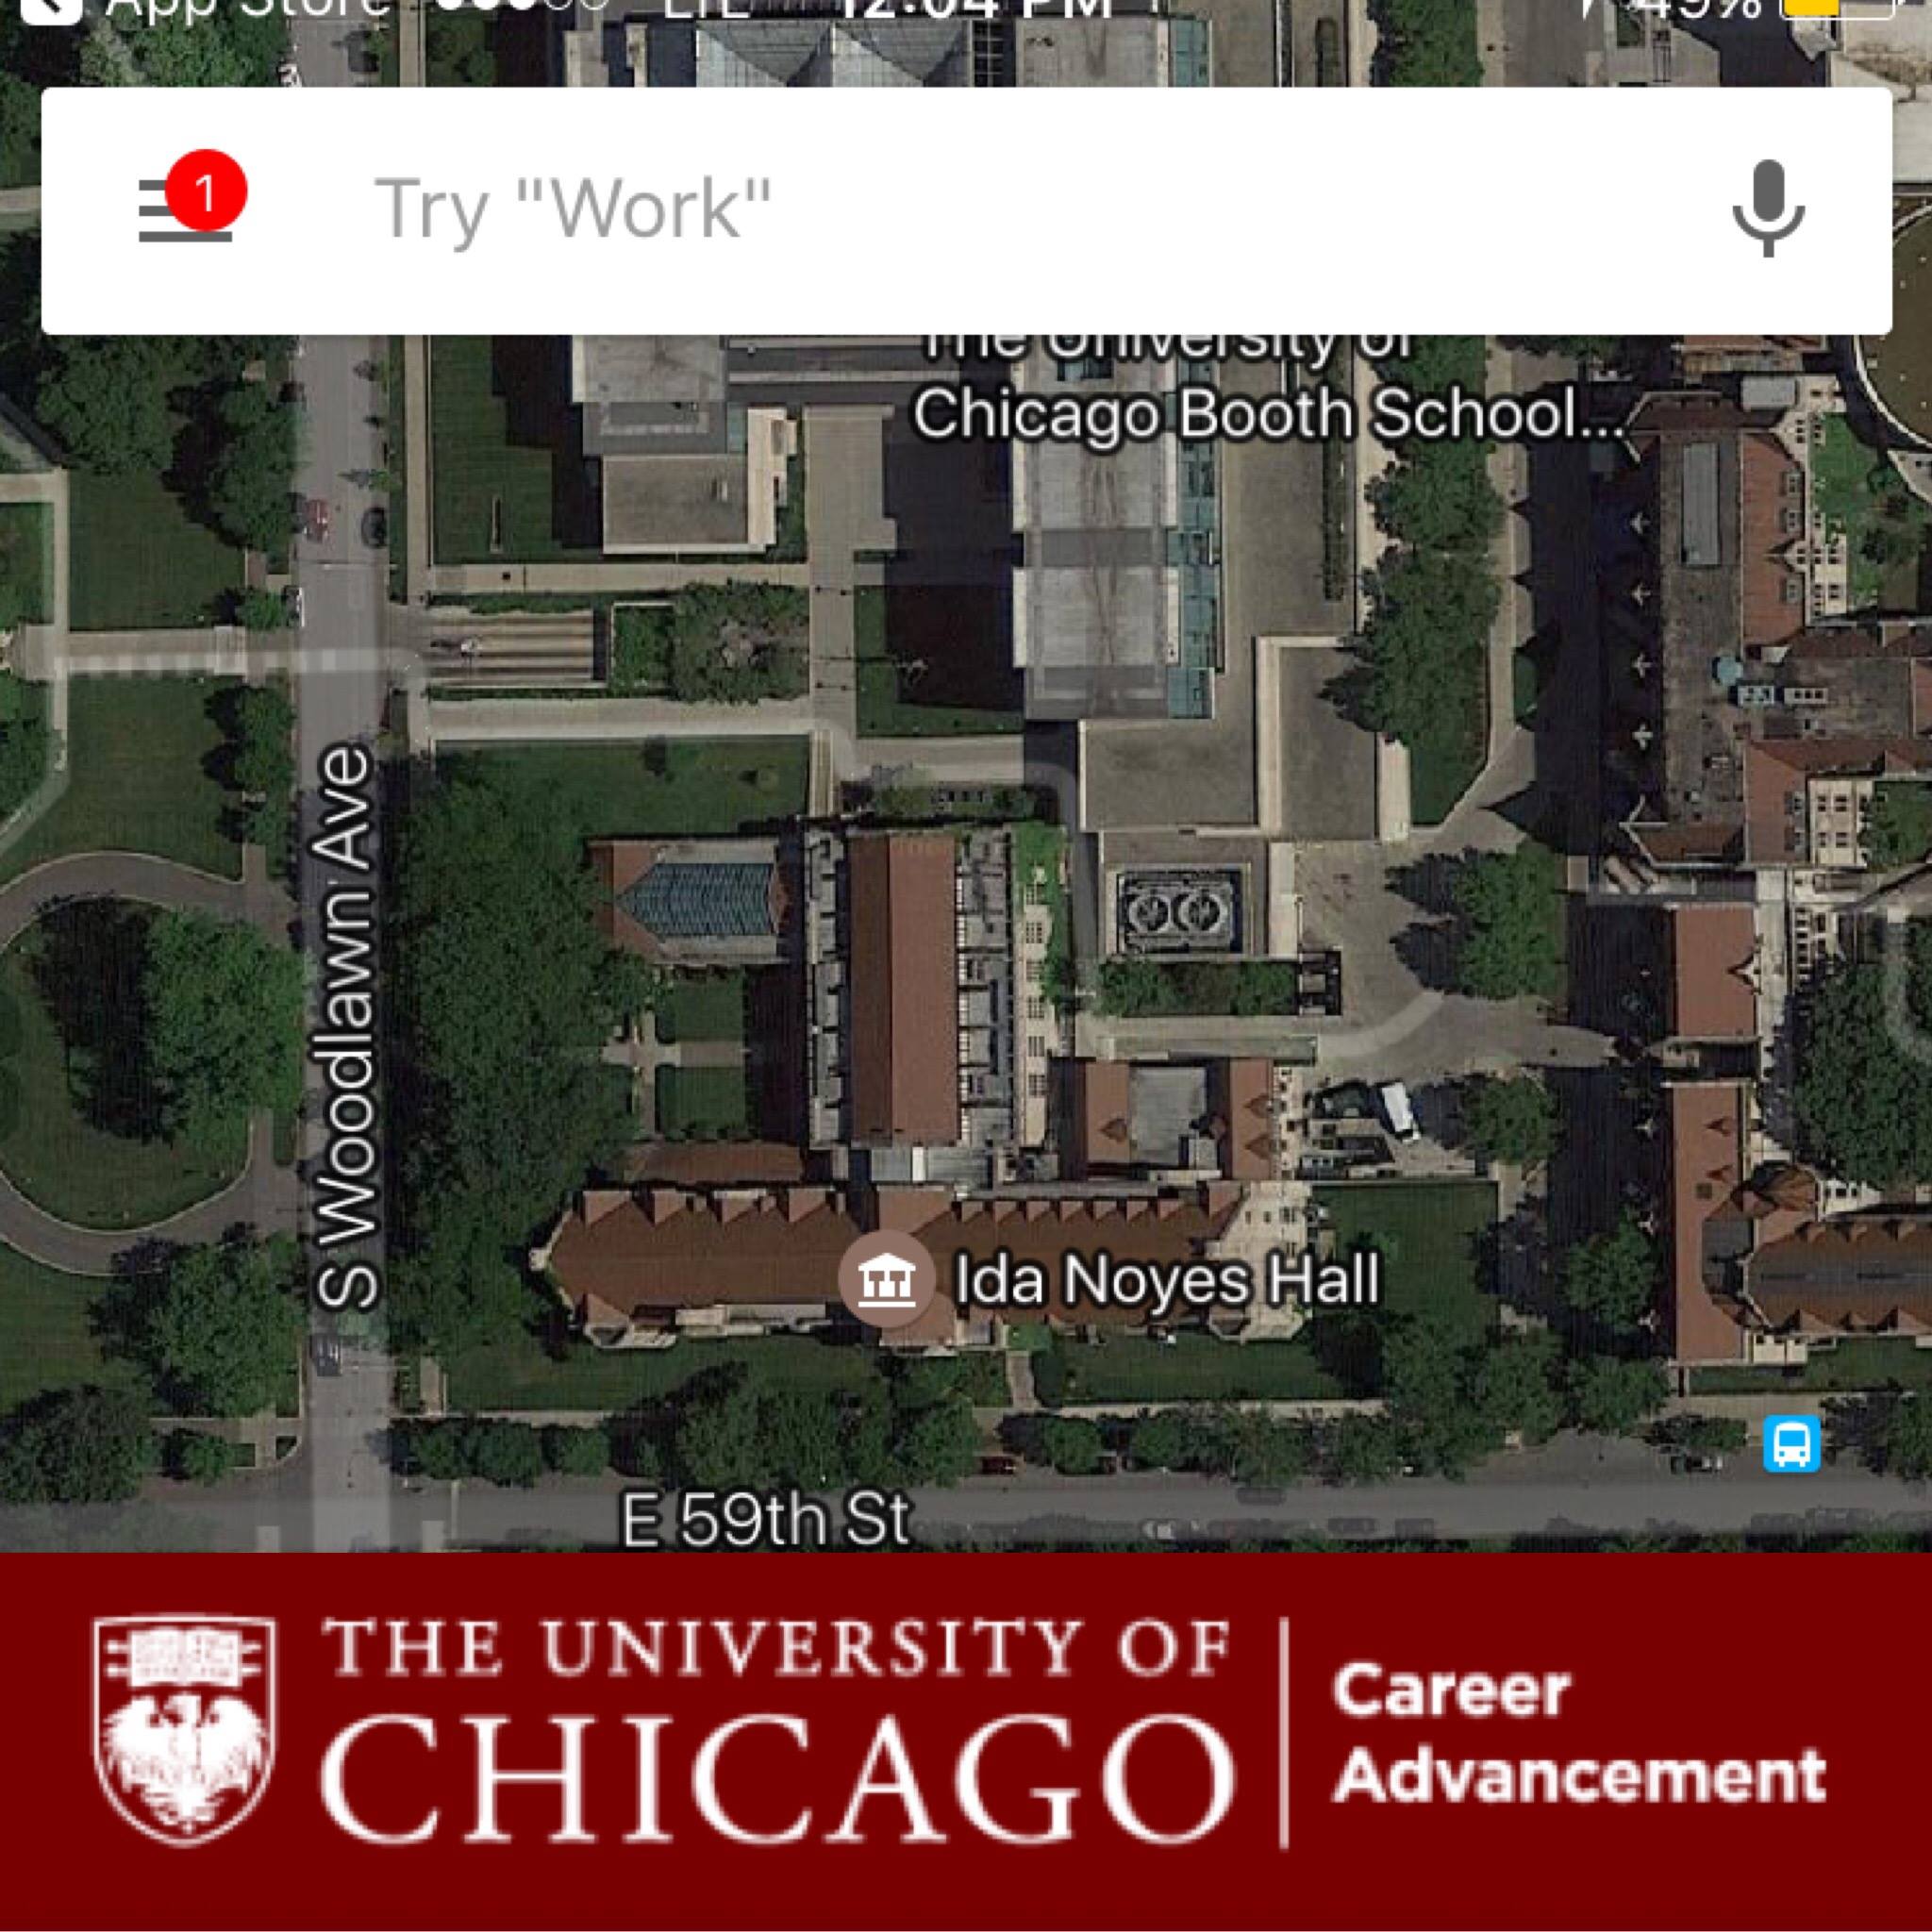 App Store LTE 12:04 PM 49%
1
Try "Work"
The University of
Chicago Booth School...
S Woodlawn Ave
Ida Noyes Hall
E 59th St
THE UNIVERSITY OF
CHICAGO
Career
Advancement